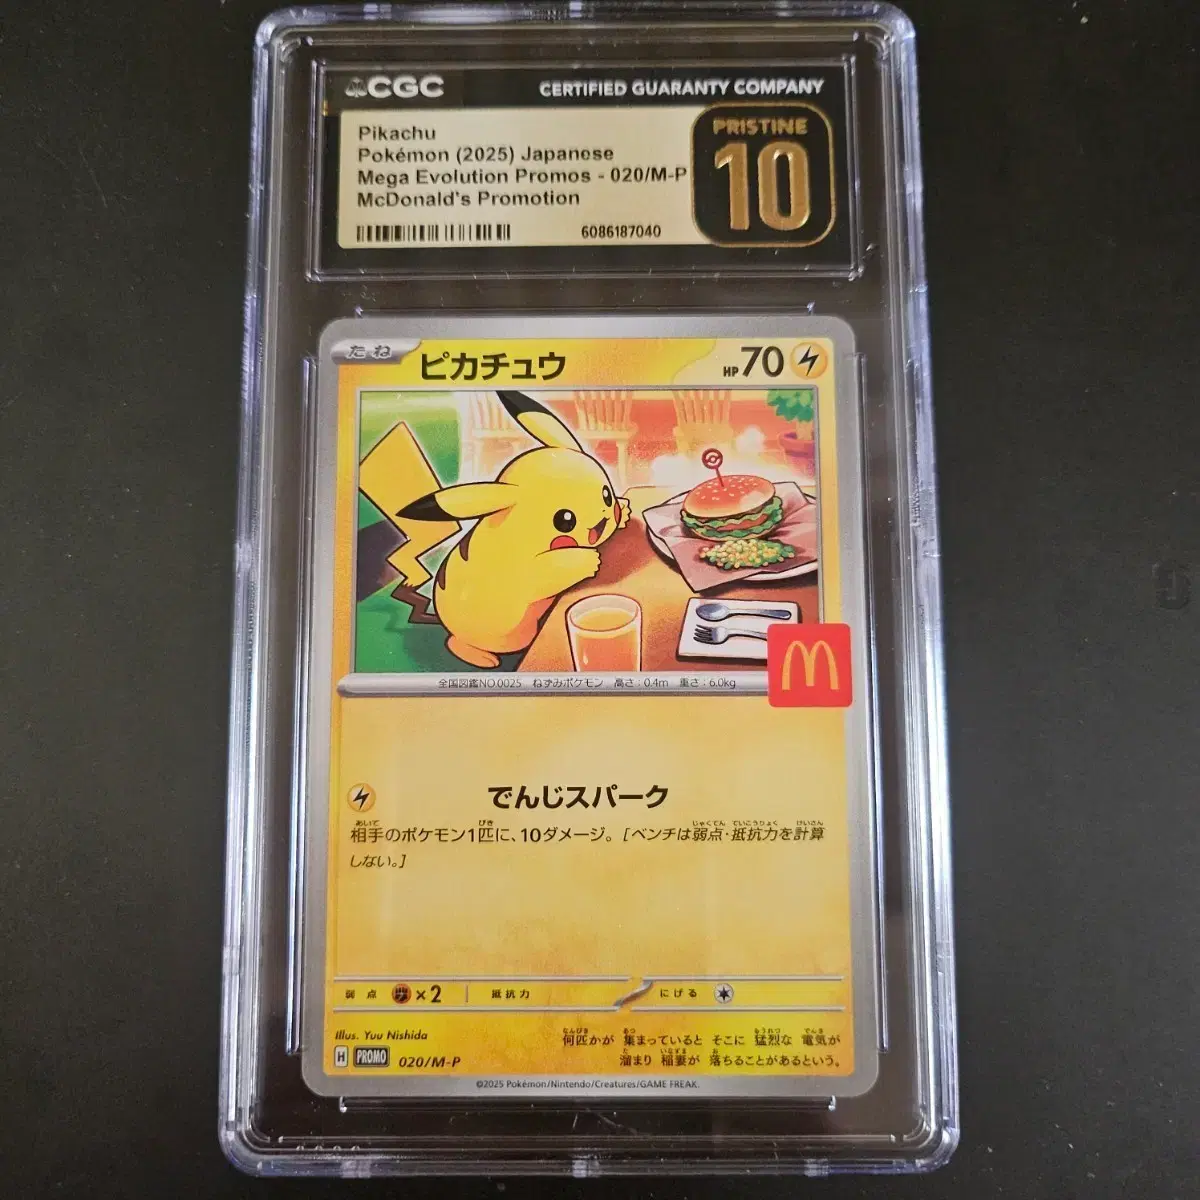 CGC CERTIFIED GUARANTY COMPANY
Pikachu
Pokémon (2025) Japanese
Mega Evolution Promos - 020/M-P
McDonald's Promotion
6086187040
PRISTINE
10
たね ピカチュウ HP70
全国図鑑NO.0025 ねずみポケモン 高さ:0.4m 重さ:6.0kg
M
でんじスパーク
相手のポケモン1匹に、10ダメージ。[ベンチは弱点・抵抗力を計算
しない。]
弱点 ×2 抵抗力 にげる
Illus. Yuu Nishida
H PROMO 020/M-P
何匹かが 集まっていると そこに 猛烈な 電気が
溜まり 稲妻が 落ちることがあるという。
©2025 Pokémon/Nintendo/Creatures/GAME FREAK.